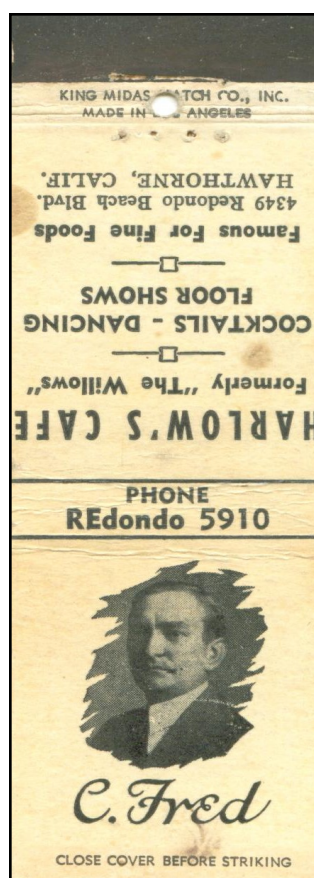 KING MIDAS MATCH CO., INC.
MADE IN LOS ANGELES
HARLOW'S CAFE
Formerly "The Willows"
COCKTAILS - DANCING
FLOOR SHOWS
Famous For Fine Foods
4349 Redondo Beach Blvd.
HAWTHORNE, CALIF.
PHONE
REdondo 5910
C. Fred
CLOSE COVER BEFORE STRIKING